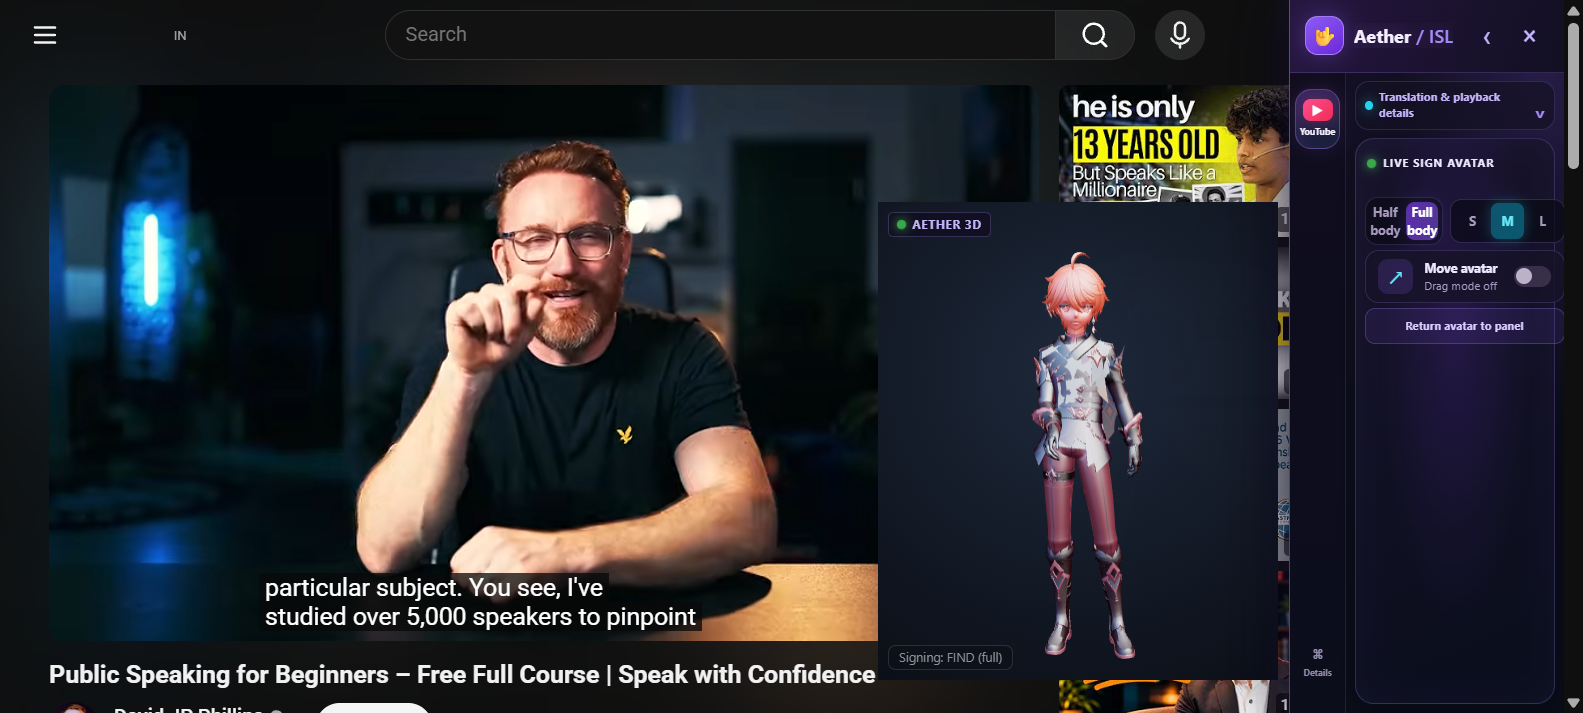 IN
Search
Aether / ISL
YouTube
Translation & playback
details
LIVE SIGN AVATAR
Half
body
Full
body
S
M
L
Move avatar
Drag mode off
Return avatar to panel
Details
he is only
13 YEARS OLD
But Speaks Like a
Millionaire
AETHER 3D
Signing: FIND (full)
particular subject. You see, I've
studied over 5,000 speakers to pinpoint
Public Speaking for Beginners – Free Full Course | Speak with Confidence
David JP Phillips